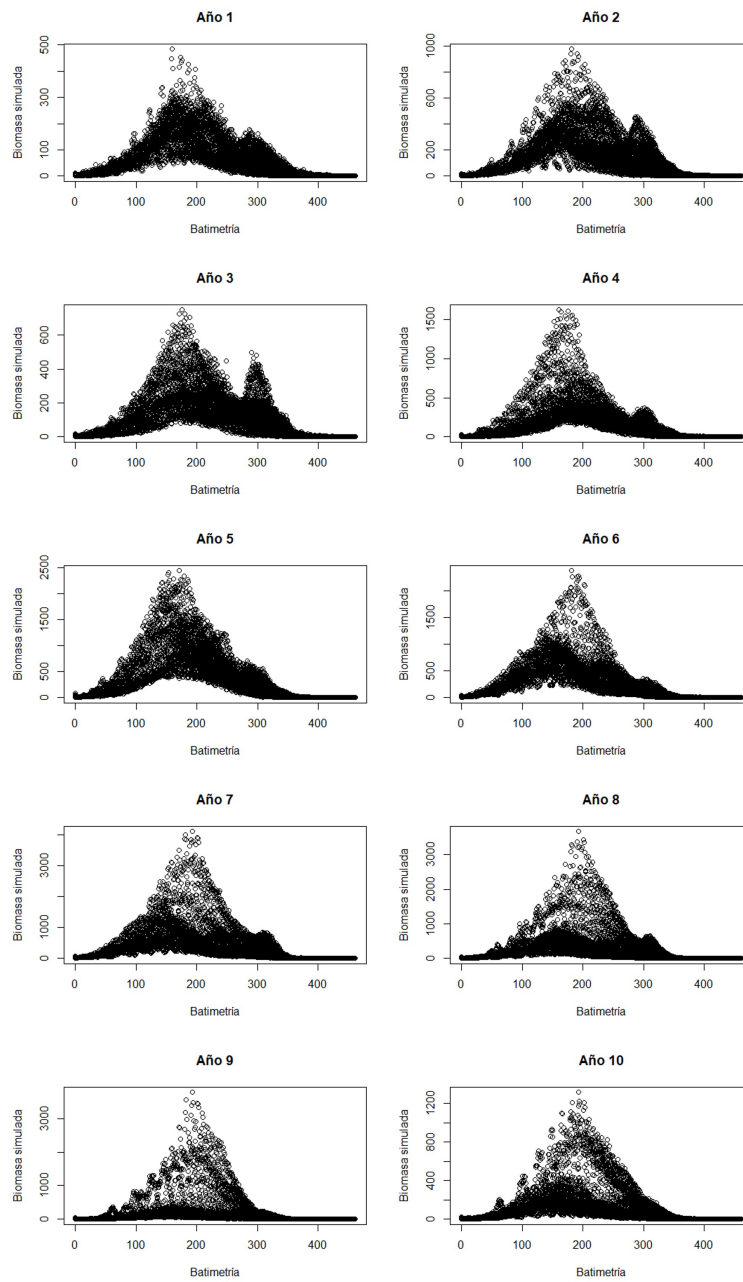 Año 1
Año 2
Biomasa simulada
500
300
100
0
Biomasa simulada
1000
600
200
0
0 100 200 300 400
0 100 200 300 400
Batimetría
Batimetría
Año 3
Año 4
Biomasa simulada
600
400
200
0
Biomasa simulada
1500
1000
500
0
0 100 200 300 400
0 100 200 300 400
Batimetría
Batimetría
Año 5
Año 6
Biomasa simulada
2500
1500
500
0
Biomasa simulada
1500
500
0
0 100 200 300 400
0 100 200 300 400
Batimetría
Batimetría
Año 7
Año 8
Biomasa simulada
3000
1000
0
Biomasa simulada
3000
2000
1000
0
0 100 200 300 400
0 100 200 300 400
Batimetría
Batimetría
Año 9
Año 10
Biomasa simulada
3000
1000
0
Biomasa simulada
1200
800
400
0
0 100 200 300 400
0 100 200 300 400
Batimetría
Batimetría